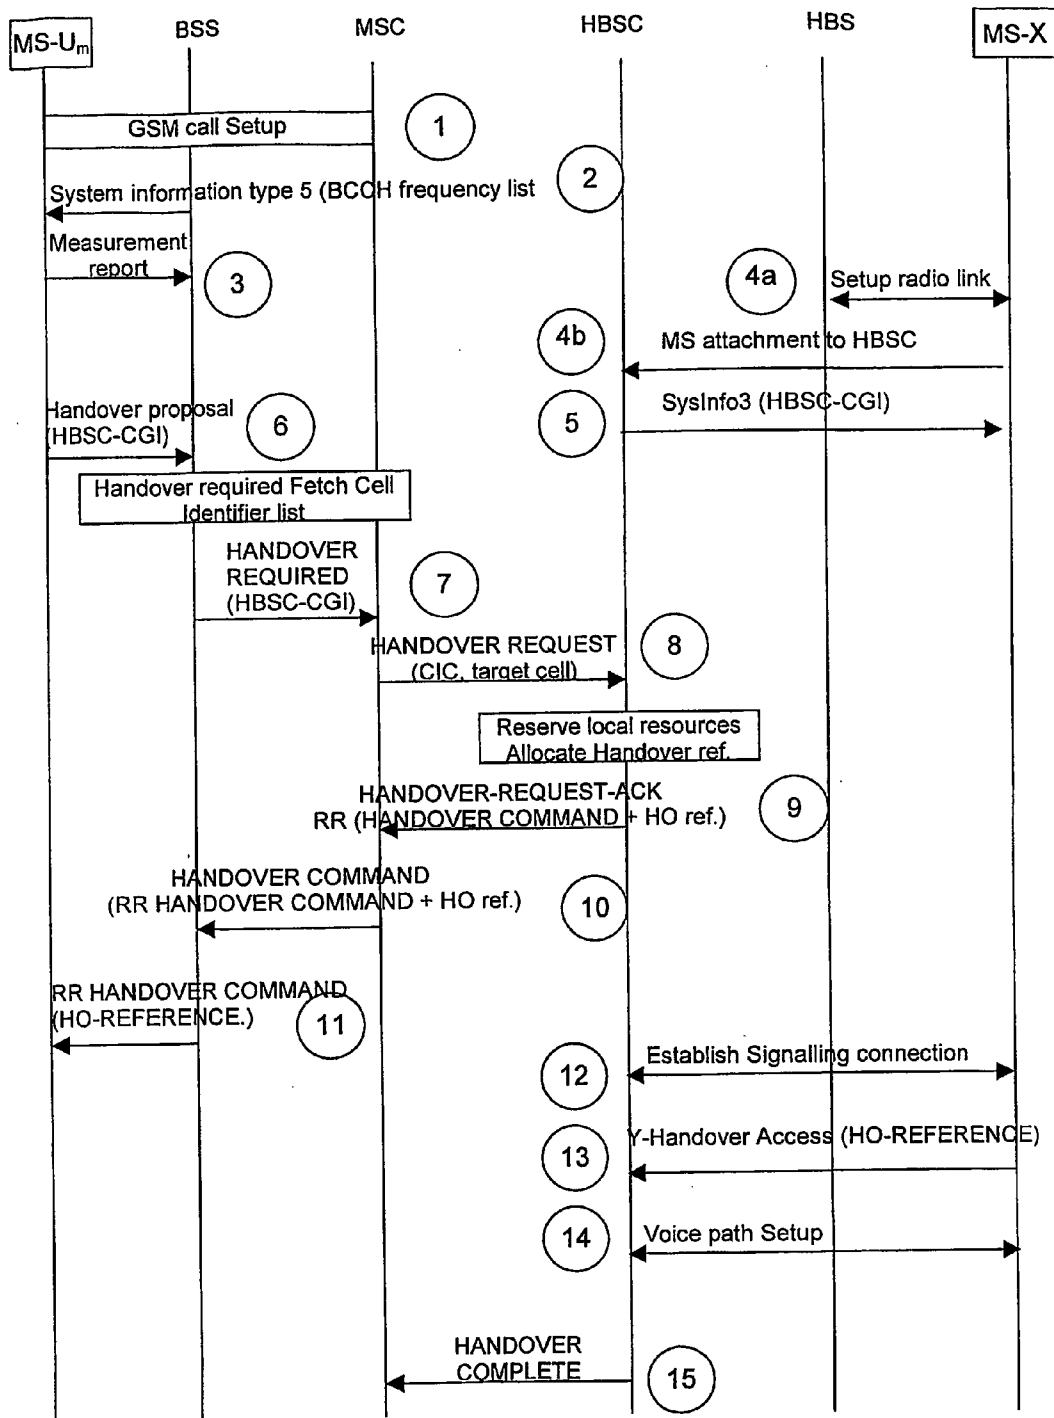 MS-Um
BSS
MSC
HBSC
HBS
MS-X
GSM call Setup
1
2
System information type 5 (BCCH frequency list
Measurement
report
3
4a
Setup radio link
4b
MS attachment to HBSC
SysInfo3 (HBSC-CGI)
5
Handover proposal
(HBSC-CGI)
6
Handover required Fetch Cell
Identifier list
HANDOVER
REQUIRED
(HBSC-CGI)
7
HANDOVER REQUEST
(CIC, target cell)
8
Reserve local resources
Allocate Handover ref.
HANDOVER-REQUEST-ACK
RR (HANDOVER COMMAND + HO ref.)
9
HANDOVER COMMAND
(RR HANDOVER COMMAND + HO ref.)
10
RR HANDOVER COMMAND
(HO-REFERENCE.)
11
Establish Signalling connection
12
Y-Handover Access (HO-REFERENCE)
13
Voice path Setup
14
HANDOVER
COMPLETE
15